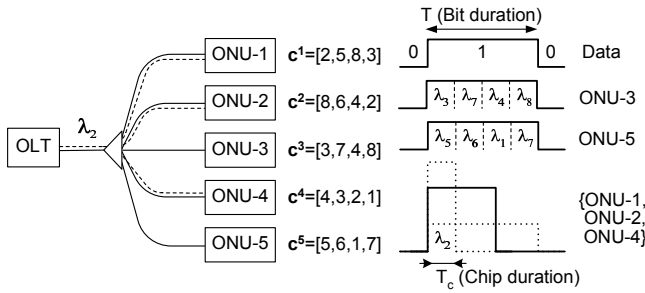 T (Bit duration)
0 1 0 Data
OLT
λ₂
ONU-1 c¹=[2,5,8,3]
ONU-2 c²=[8,6,4,2]
ONU-3 c³=[3,7,4,8]
ONU-4 c⁴=[4,3,2,1]
ONU-5 c⁵=[5,6,1,7]
λ₃ λ₇ λ₄ λ₈ ONU-3
λ₅ λ₆ λ₁ λ₇ ONU-5
λ₂
{ONU-1,
ONU-2,
ONU-4}
T_c (Chip duration)